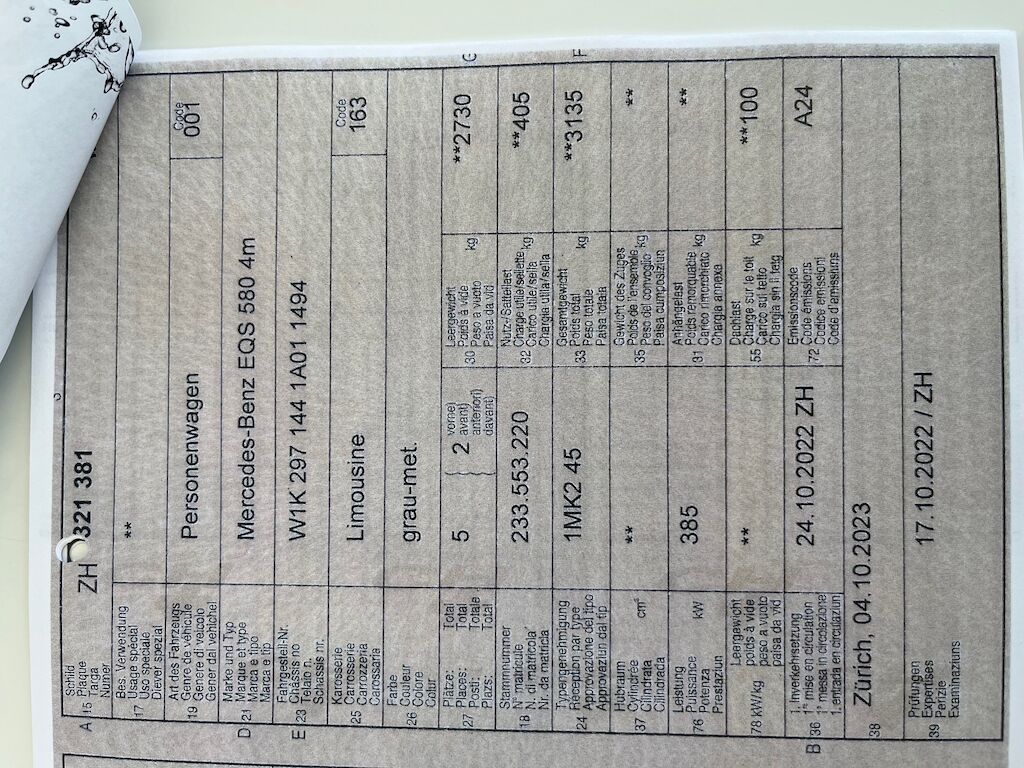 A 15 Schild
Plaque
Targa
Numer
ZH 321 381
17 Bes. Verwendung
Usage spécial
Uso speciale
Diever spezial
**
19 Art des Fahrzeugs
Genre de véhicule
Genere di veicolo
Gener dal vehichel
Personenwagen
Code
001
D 21 Marke und Typ
Marque et type
Marca e tipo
Marca e tip
Mercedes-Benz EQS 580 4m
E 23 Fahrgestell-Nr.
Châssis no
Telaio n.
Schassis nr.
W1K 297 144 1A01 1494
25 Karosserie
Carrosserie
Carrozzeria
Carossaria
Limousine
Code
163
26 Farbe
Couleur
Colore
Colur
grau-met.
27 Plätze: Total
Places: Total
Posti: Totale
Plazs: Total
5 2 vorne)
avant)
anteriori)
davant)
30 Leergewicht
Poids à vide
Peso a vuoto kg
Paisa da vid
**2730
G
18 Stammnummer
N° matricule
N. di matricola
Nr. da matricla
233.553.220
32 Nutz-/Sattellast
Charge utile/sellette kg
Carico utile/sella
Chargia utila/sella
**405
24 Typengenehmigung
Réception par type
Approvazione del tipo
Approvaziun dal tip
1MK2 45
33 Gesamtgewicht
Poids total
Peso totale kg
Paisa totala
**3135
F
37 Hubraum
Cylindrée cm³
Cilindrata
Cilindrada
**
35 Gewicht des Zuges
Poids de l'ensemble kg
Peso del convoglio
Paisa cumposiziun
**
76 Leistung
Puissance kW
Potenza
Prestaziun
385
31 Anhängelast
Poids remorquable kg
Carico rimorchiato
Chargia annexa
**
78 kW/kg Leergewicht
poids à vide
peso a vuoto
paisa da vid
**
55 Dachlast
Charge sur le toit kg
Carico sul tetto
Chargia sin il tetg
**100
B 36 1. Inverkehrsetzung
1re mise en circulation
1a messa in circolazione
1. entrada en circulaziun
24.10.2022 ZH
72 Emissionscode
Code émissions
Codice emissioni
Code d'emissiuns
A24
38 Zürich, 04.10.2023
39 Prüfungen
Expertises
Perizie
Examinaziuns
17.10.2022 / ZH